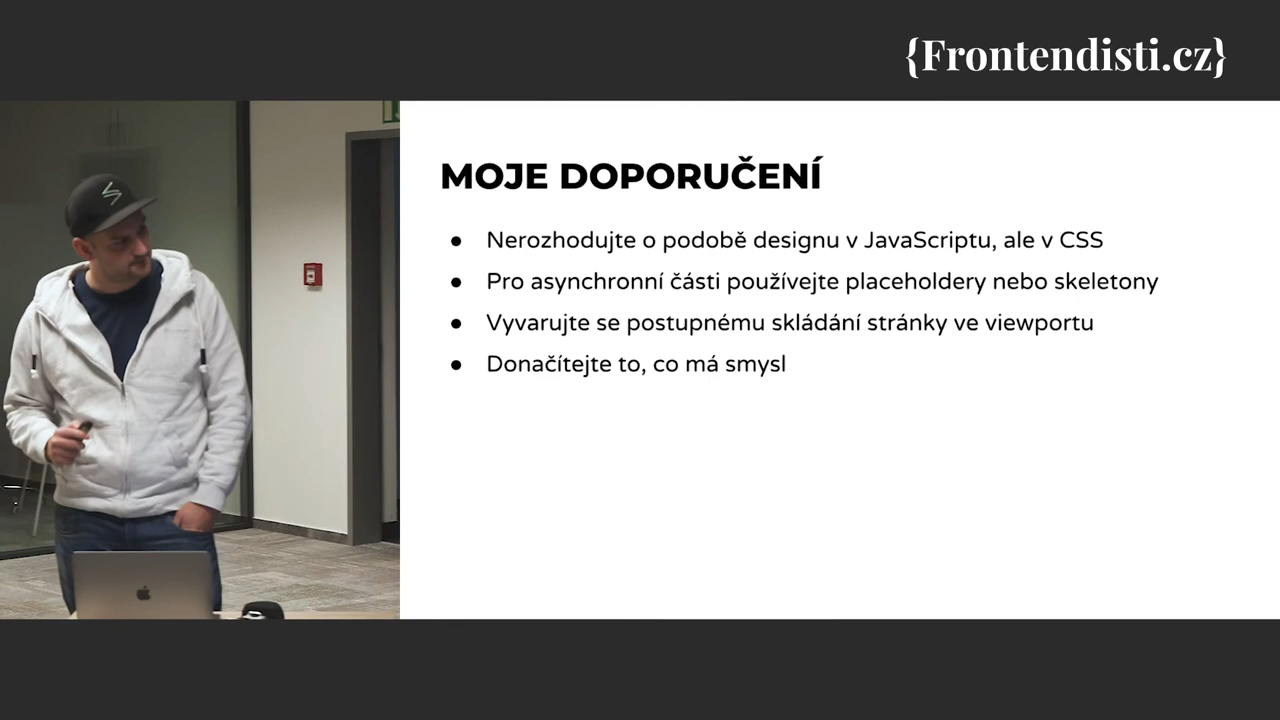 {Frontendisti.cz}
MOJE DOPORUČENÍ
● Nerozhodujte o podobě designu v JavaScriptu, ale v CSS
● Pro asynchronní části používejte placeholdery nebo skeletony
● Vyvarujte se postupnému skládání stránky ve viewportu
● Donačítejte to, co má smysl